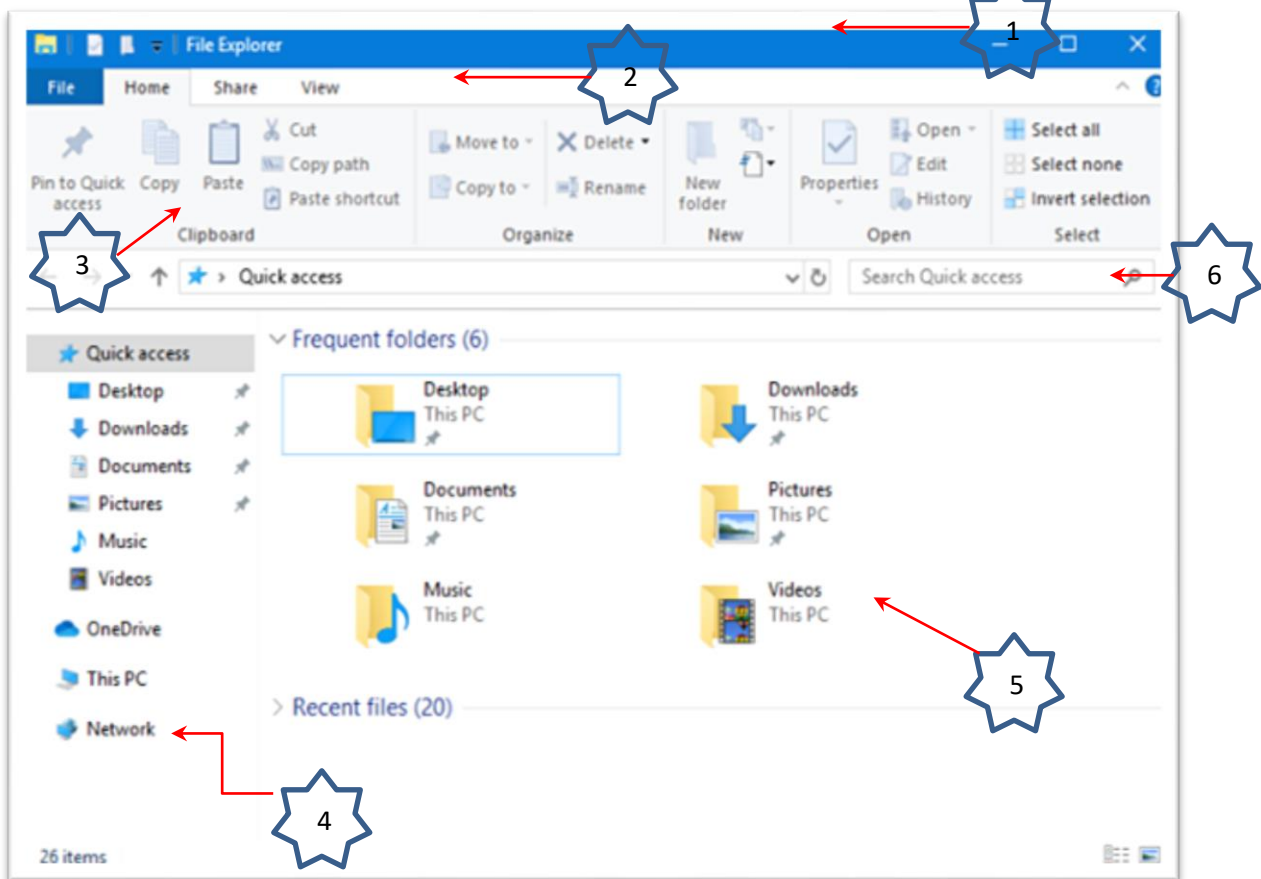 1
File Explorer
2
File Home Share View
?
Pin to Quick access
Copy
Paste
Cut
Copy path
Paste shortcut
Clipboard
Move to
Copy to
Delete
Rename
Organize
New folder
New
Properties
Open
Edit
History
Open
Select all
Select none
Invert selection
Select
3
Quick access
Search Quick access
6
Quick access
Desktop
Downloads
Documents
Pictures
Music
Videos
OneDrive
This PC
Network
Frequent folders (6)
Desktop
This PC
Downloads
This PC
Documents
This PC
Pictures
This PC
Music
This PC
Videos
This PC
5
Recent files (20)
4
26 items